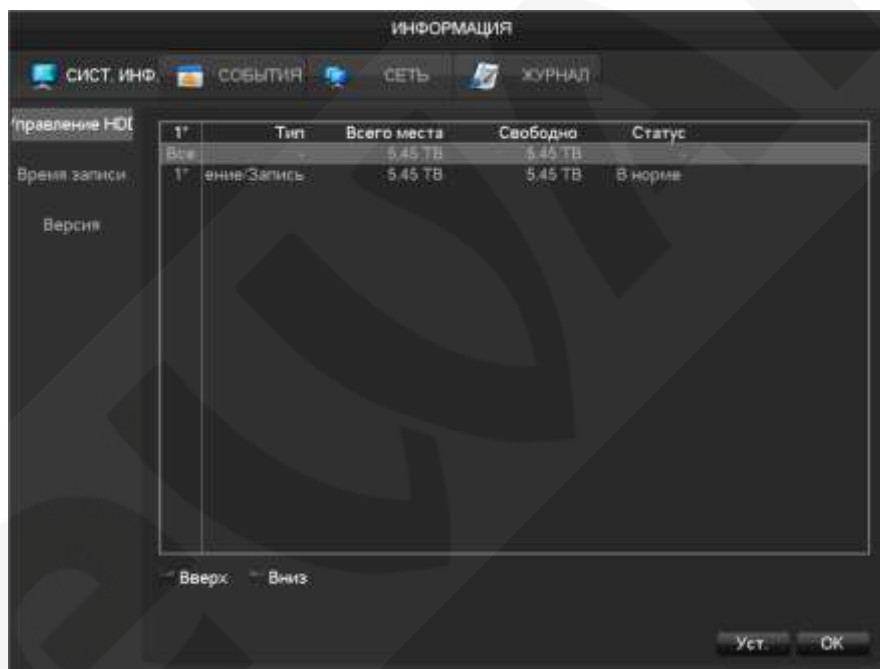 ИНФОРМАЦИЯ
СИСТ. ИНФ. СОБЫТИЯ СЕТЬ ЖУРНАЛ
правление HDD
Время записи
Версия
1* Тип Всего места Свободно Статус
Все - 5.45 TB 5.45 TB -
1* ение/Запись 5.45 TB 5.45 TB В норме
Вверх Вниз
Уст. OK